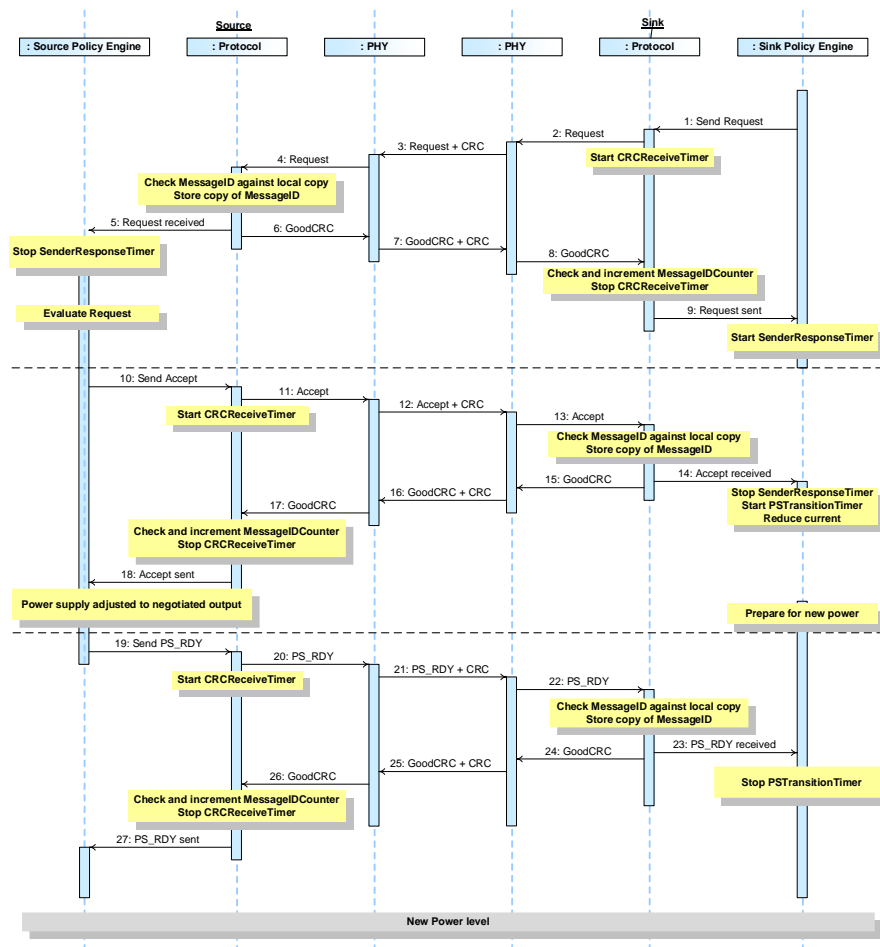 Source
Sink
: Source Policy Engine
: Protocol
: PHY
: PHY
: Protocol
: Sink Policy Engine
1: Send Request
2: Request
3: Request + CRC
Start CRCReceiveTimer
4: Request
Check MessageID against local copy
Store copy of MessageID
5: Request received
6: GoodCRC
7: GoodCRC + CRC
Stop SenderResponseTimer
8: GoodCRC
Check and increment MessageIDCounter
Stop CRCReceiveTimer
Evaluate Request
9: Request sent
Start SenderResponseTimer
10: Send Accept
11: Accept
Start CRCReceiveTimer
12: Accept + CRC
13: Accept
Check MessageID against local copy
Store copy of MessageID
14: Accept received
15: GoodCRC
16: GoodCRC + CRC
17: GoodCRC
Stop SenderResponseTimer
Start PSTransitionTimer
Reduce current
Check and increment MessageIDCounter
Stop CRCReceiveTimer
18: Accept sent
Power supply adjusted to negotiated output
Prepare for new power
19: Send PS_RDY
20: PS_RDY
Start CRCReceiveTimer
21: PS_RDY + CRC
22: PS_RDY
Check MessageID against local copy
Store copy of MessageID
23: PS_RDY received
24: GoodCRC
25: GoodCRC + CRC
26: GoodCRC
Stop PSTransitionTimer
Check and increment MessageIDCounter
Stop CRCReceiveTimer
27: PS_RDY sent
New Power level